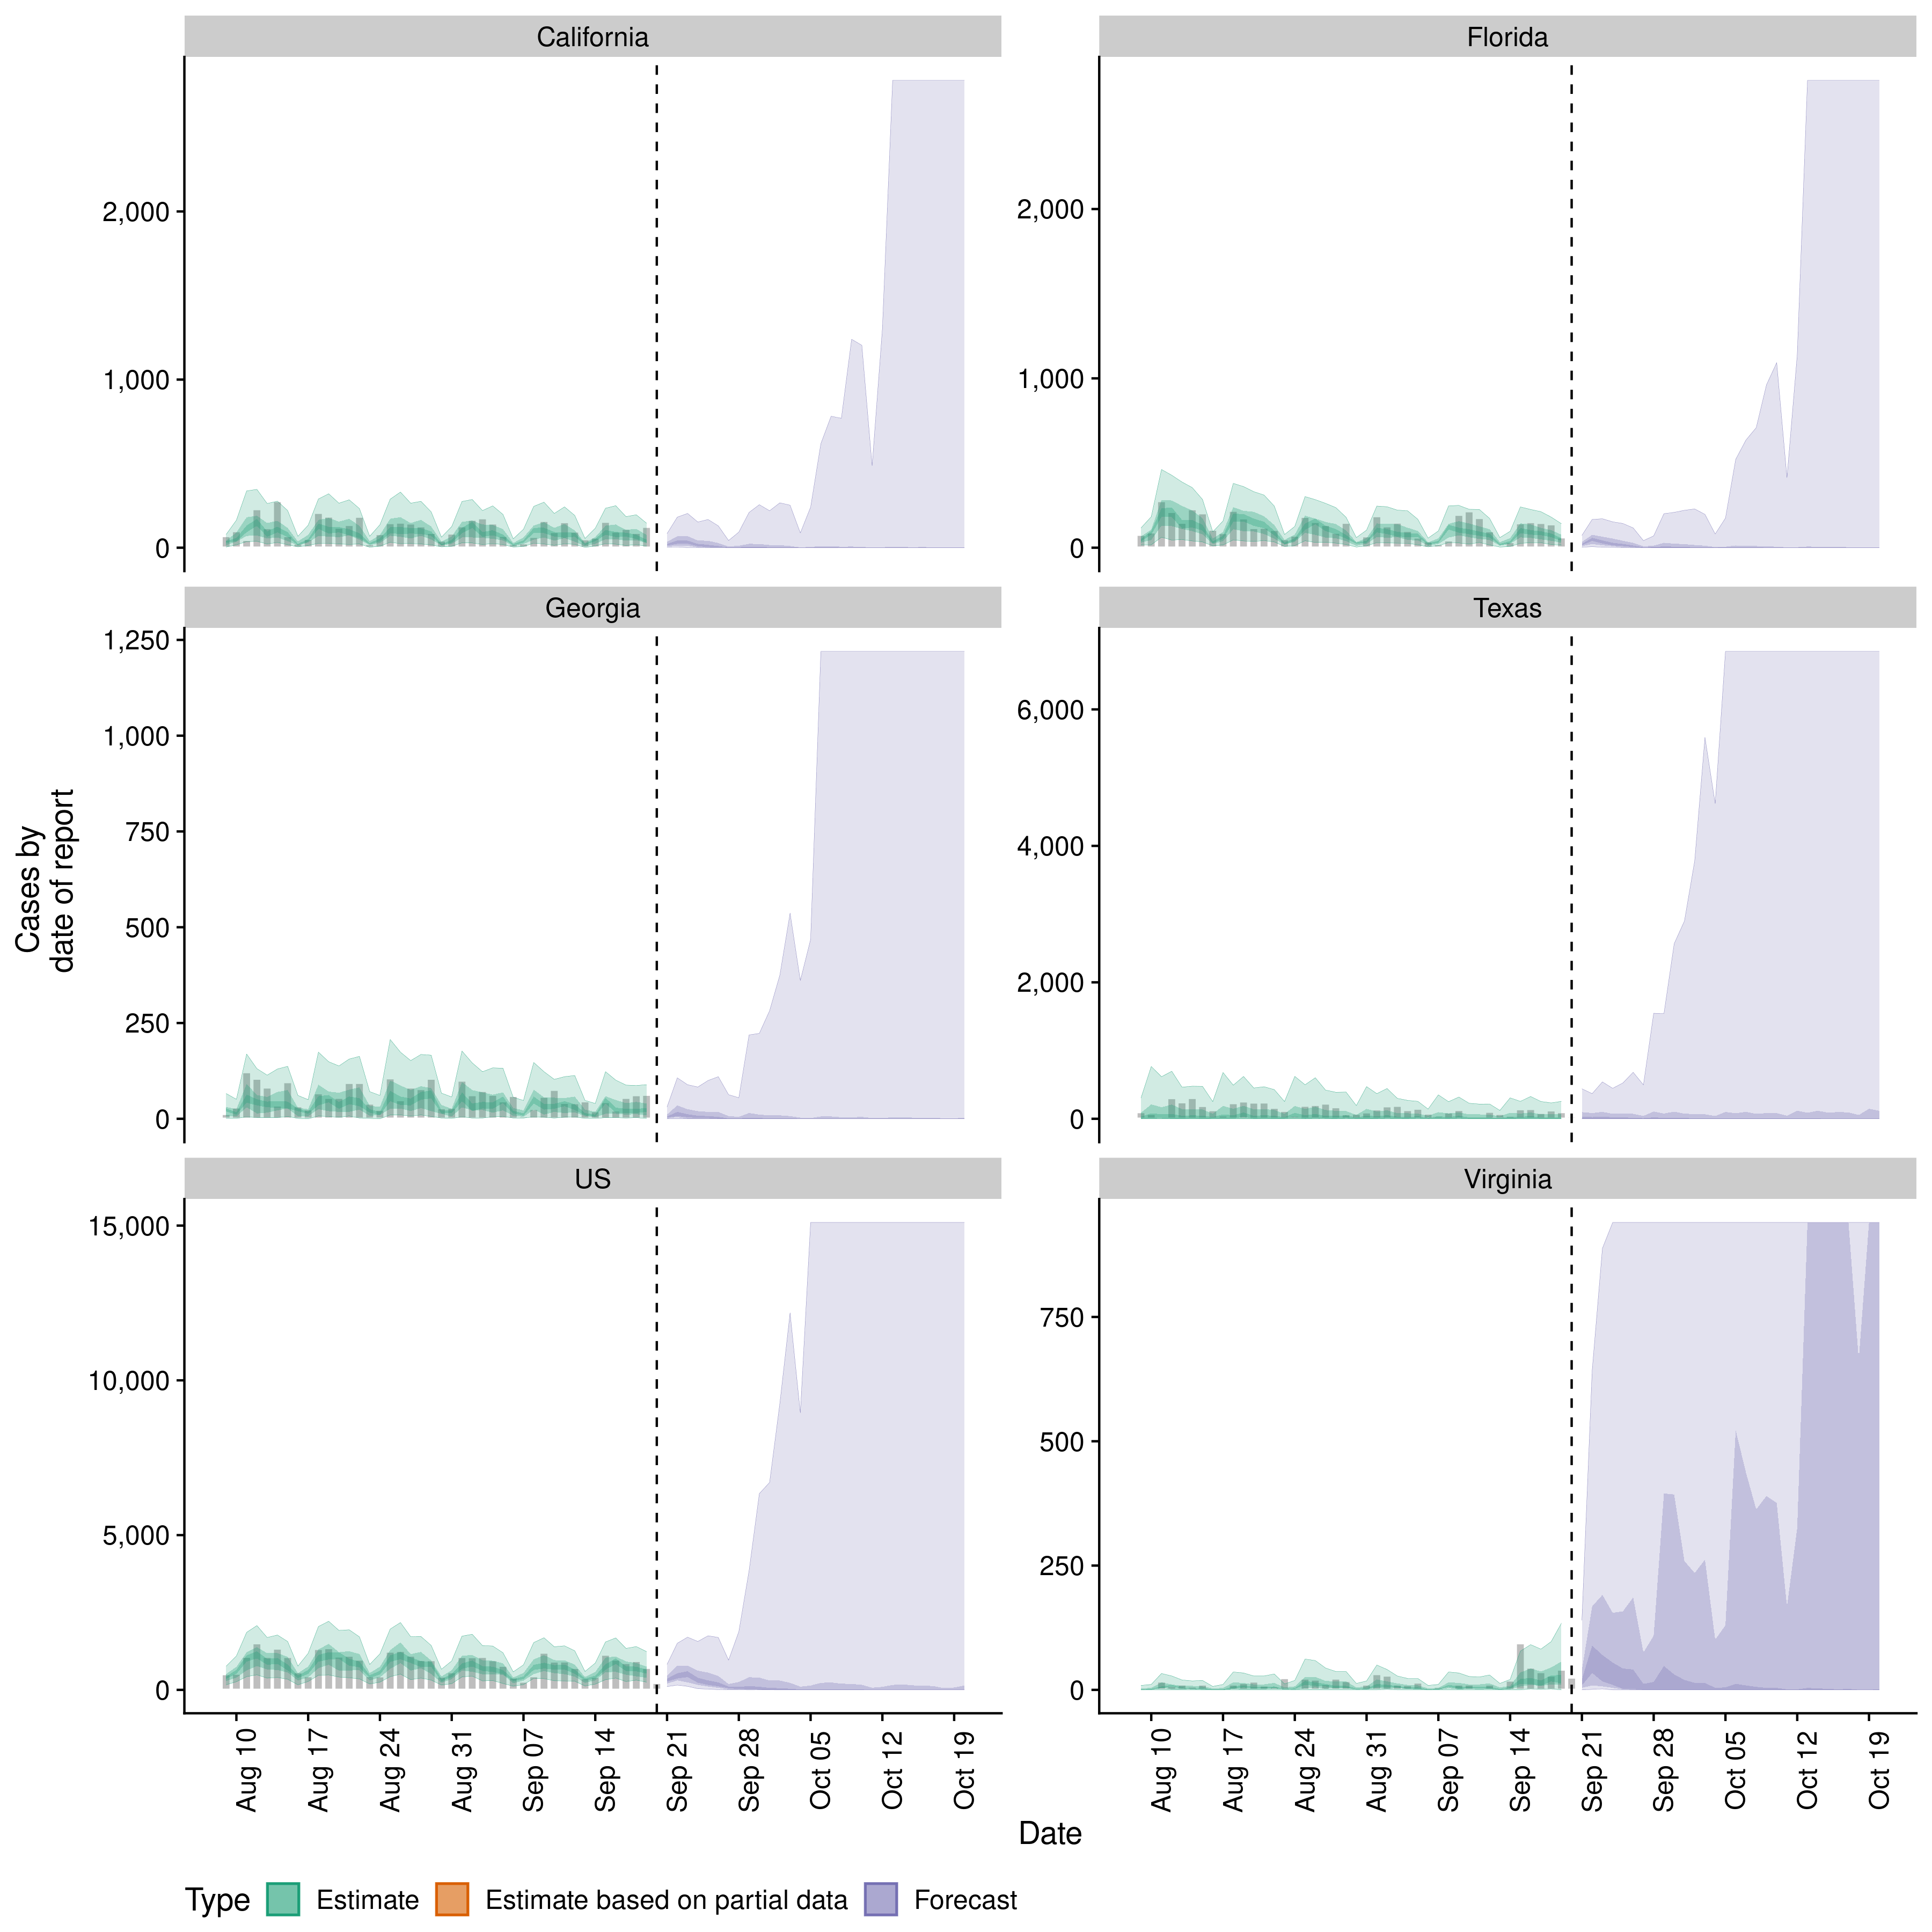 California
Florida
2,000
1,000
0
2,000
1,000
0
Georgia
Texas
1,250
1,000
750
500
250
0
6,000
4,000
2,000
0
Cases by
date of report
US
Virginia
15,000
10,000
5,000
0
750
500
250
0
Aug 10
Aug 17
Aug 24
Aug 31
Sep 07
Sep 14
Sep 21
Sep 28
Oct 05
Oct 12
Oct 19
Aug 10
Aug 17
Aug 24
Aug 31
Sep 07
Sep 14
Sep 21
Sep 28
Oct 05
Oct 12
Oct 19
Date
Type Estimate Estimate based on partial data Forecast